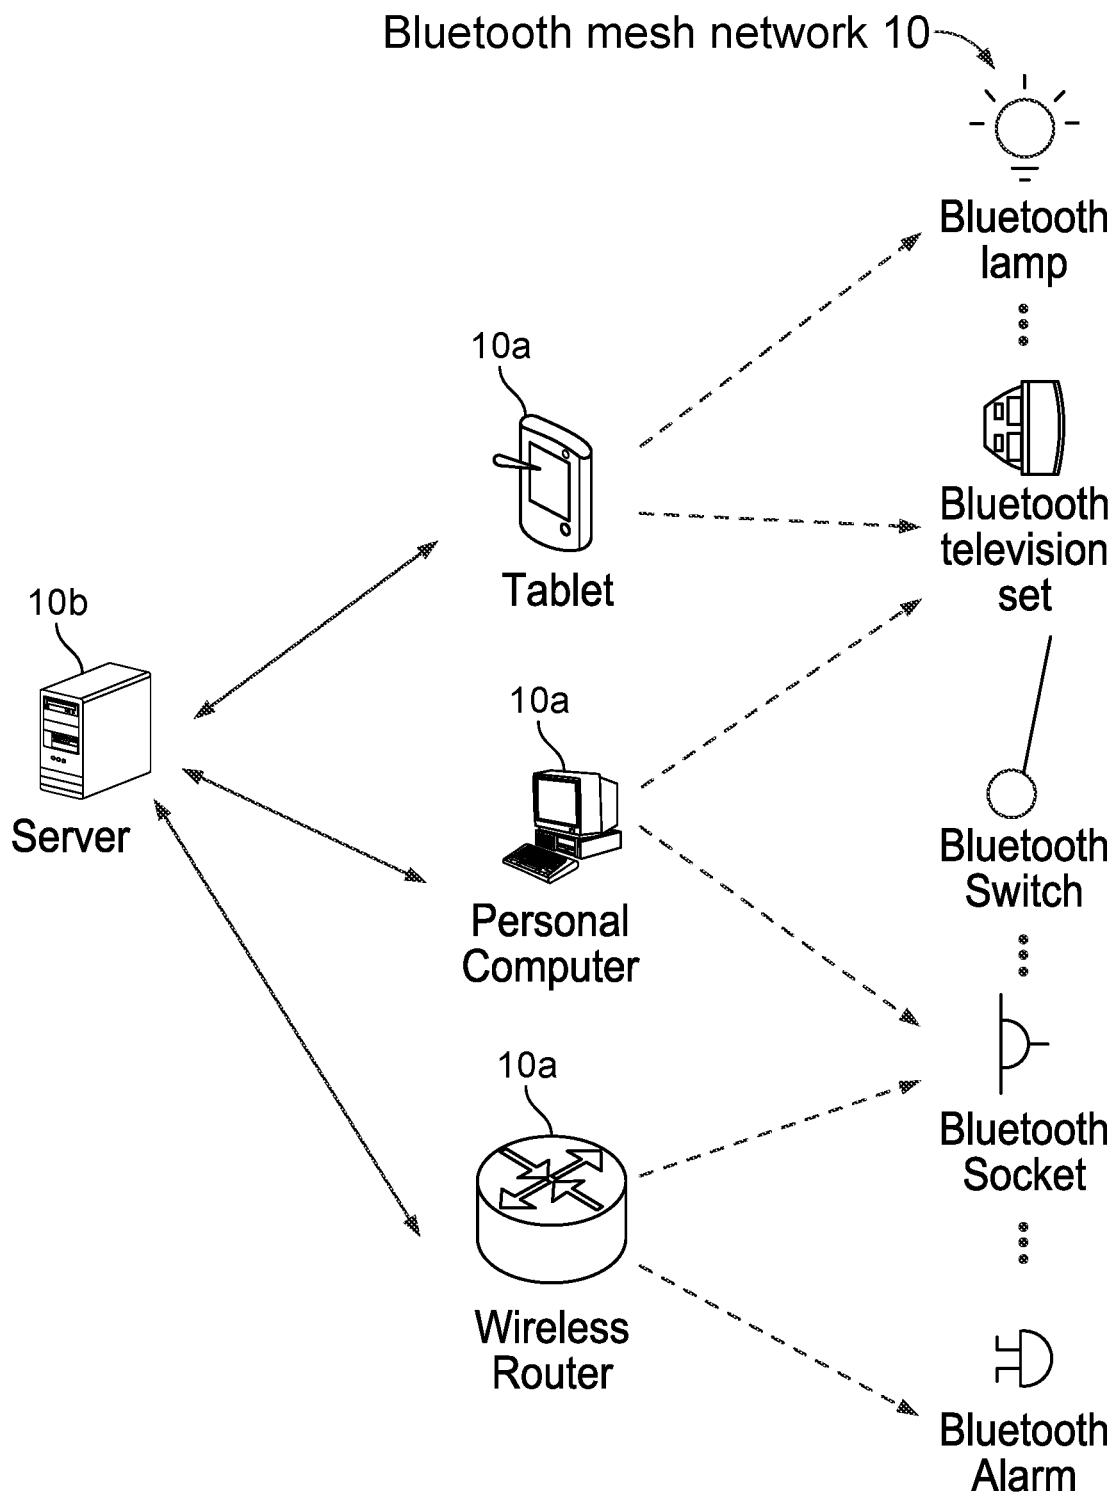 Bluetooth mesh network 10
Bluetooth
lamp
10a
Tablet
Bluetooth
television
set
10b
Server
10a
Personal
Computer
Bluetooth
Switch
10a
Wireless
Router
Bluetooth
Socket
Bluetooth
Alarm